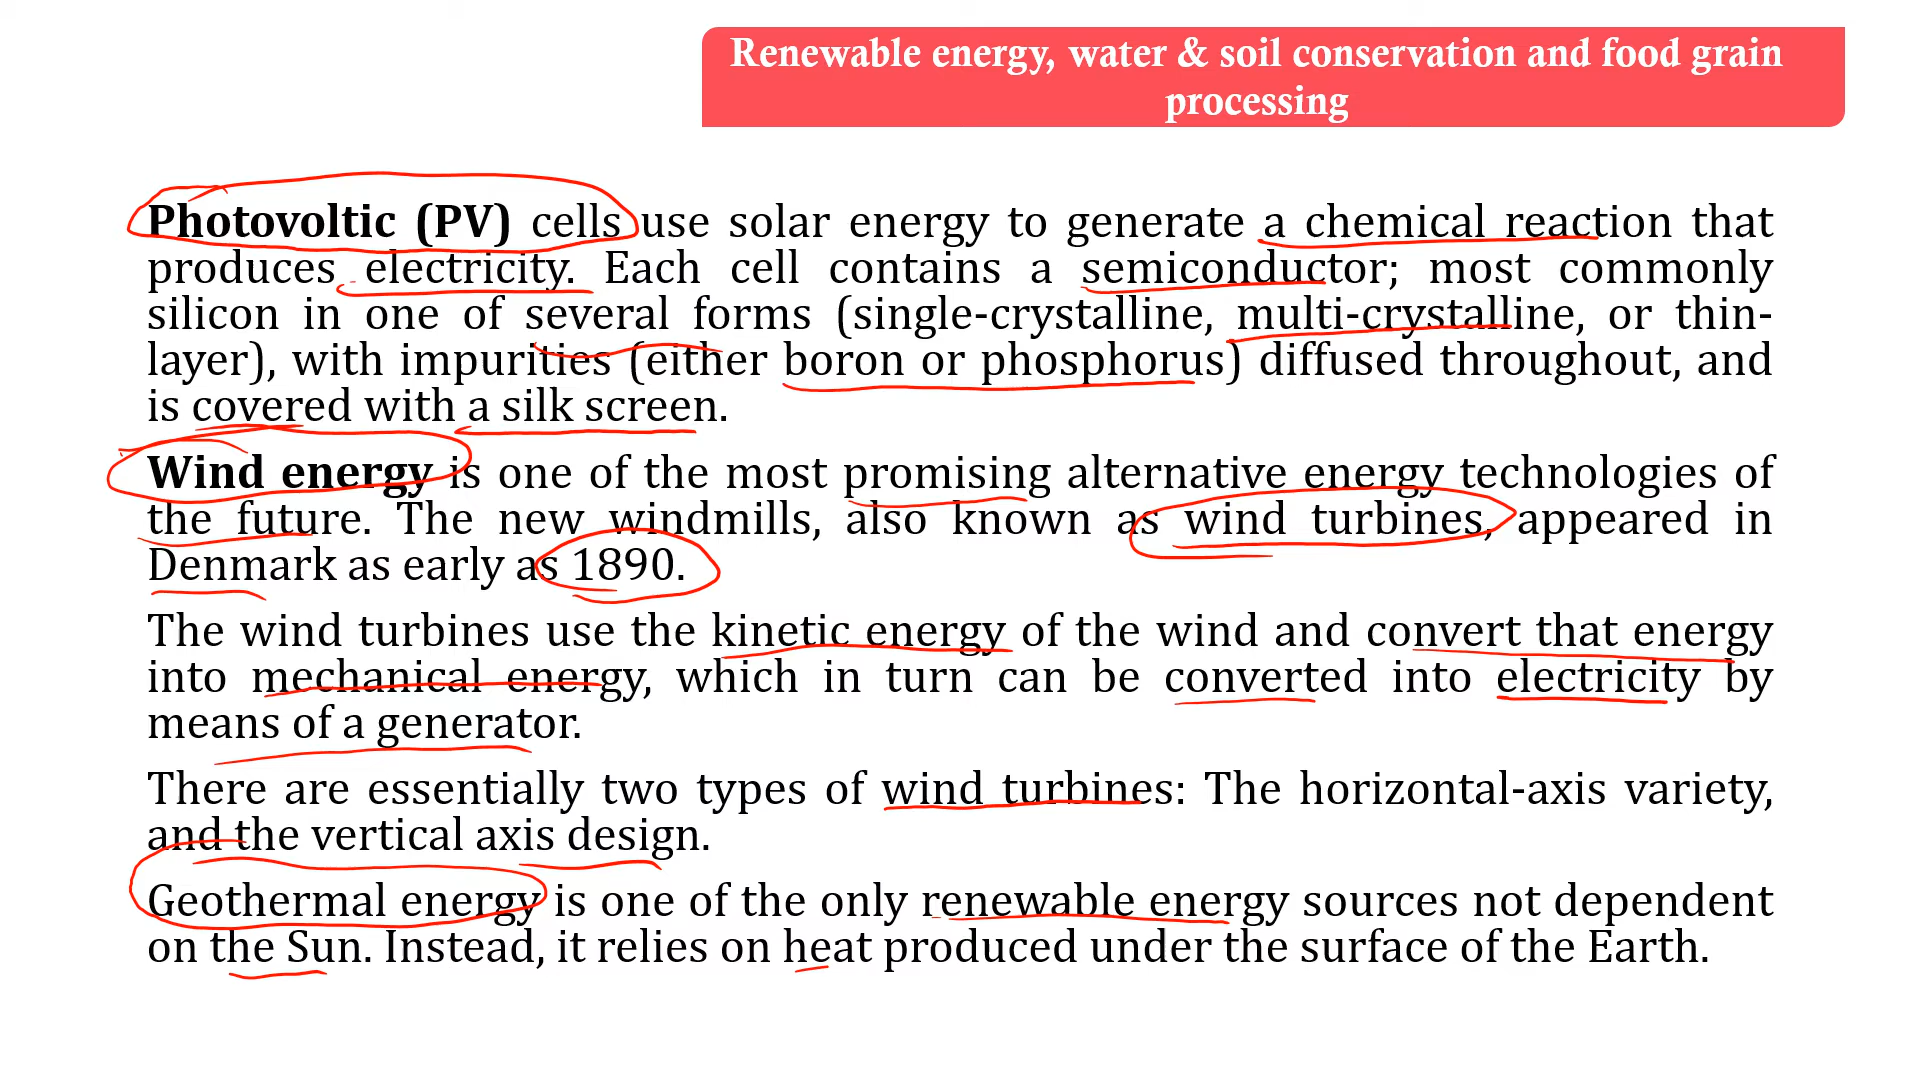 Renewable energy, water & soil conservation and food grain
processing
Photovoltic (PV) cells use solar energy to generate a chemical reaction that
produces electricity. Each cell contains a semiconductor; most commonly
silicon in one of several forms (single-crystalline, multi-crystalline, or thin-
layer), with impurities (either boron or phosphorus) diffused throughout, and
is covered with a silk screen.
Wind energy is one of the most promising alternative energy technologies of
the future. The new windmills, also known as wind turbines, appeared in
Denmark as early as 1890.
The wind turbines use the kinetic energy of the wind and convert that energy
into mechanical energy, which in turn can be converted into electricity by
means of a generator.
There are essentially two types of wind turbines: The horizontal-axis variety,
and the vertical axis design.
Geothermal energy is one of the only renewable energy sources not dependent
on the Sun. Instead, it relies on heat produced under the surface of the Earth.